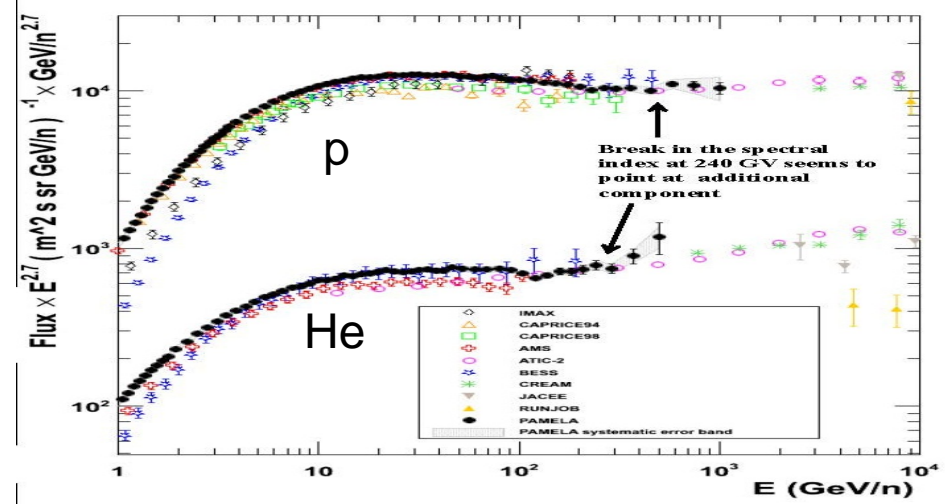 Flux × E^2.7 ( m^2 s sr GeV/n ) ^-1 × GeV/n^2.7
10^4
10^3
10^2
p
Break in the spectral
index at 240 GV seems to
point at additional
component
He
IMAX
CAPRICE94
CAPRICE98
AMS
ATIC-2
BESS
CREAM
JACEE
RUNJOB
PAMELA
PAMELA systematic error band
1 10 10^2 10^3 10^4
E (GeV/n)